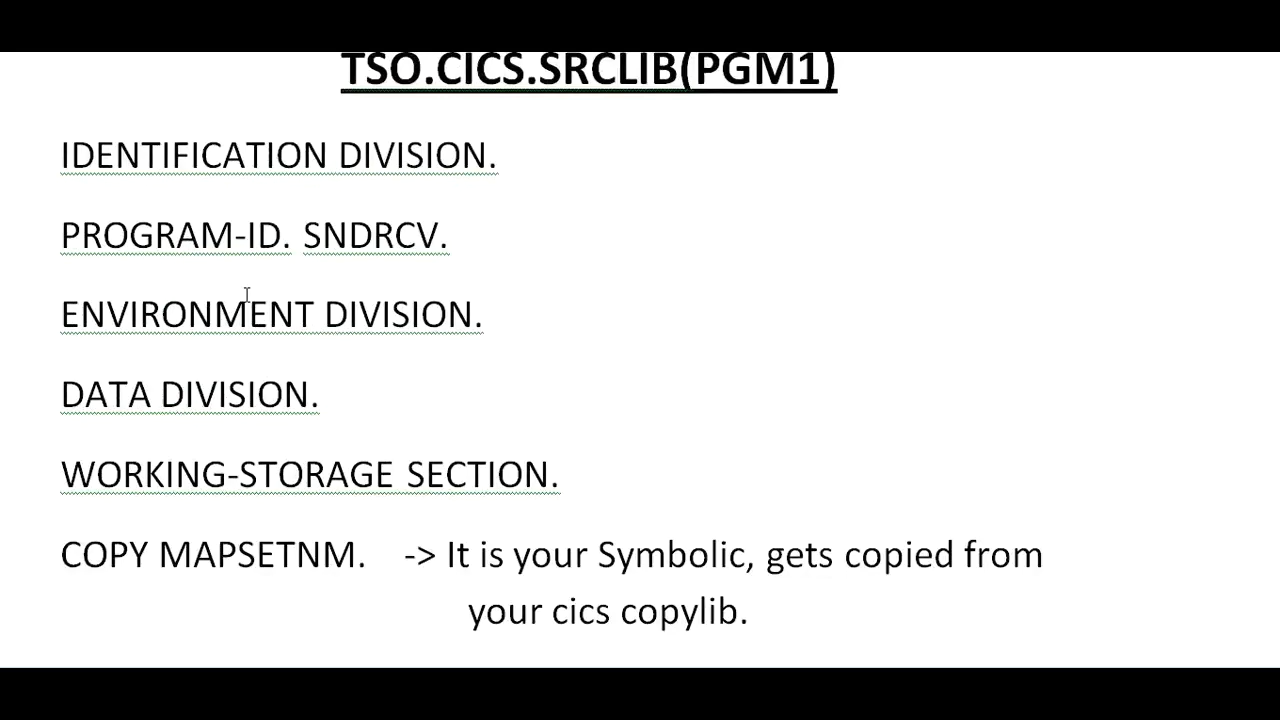 TSO.CICS.SRCLIB(PGM1)
IDENTIFICATION DIVISION.
PROGRAM-ID. SNDRCV.
ENVIRONMENT DIVISION.
DATA DIVISION.
WORKING-STORAGE SECTION.
COPY MAPSETNM. -> It is your Symbolic, gets copied from
your cics copylib.